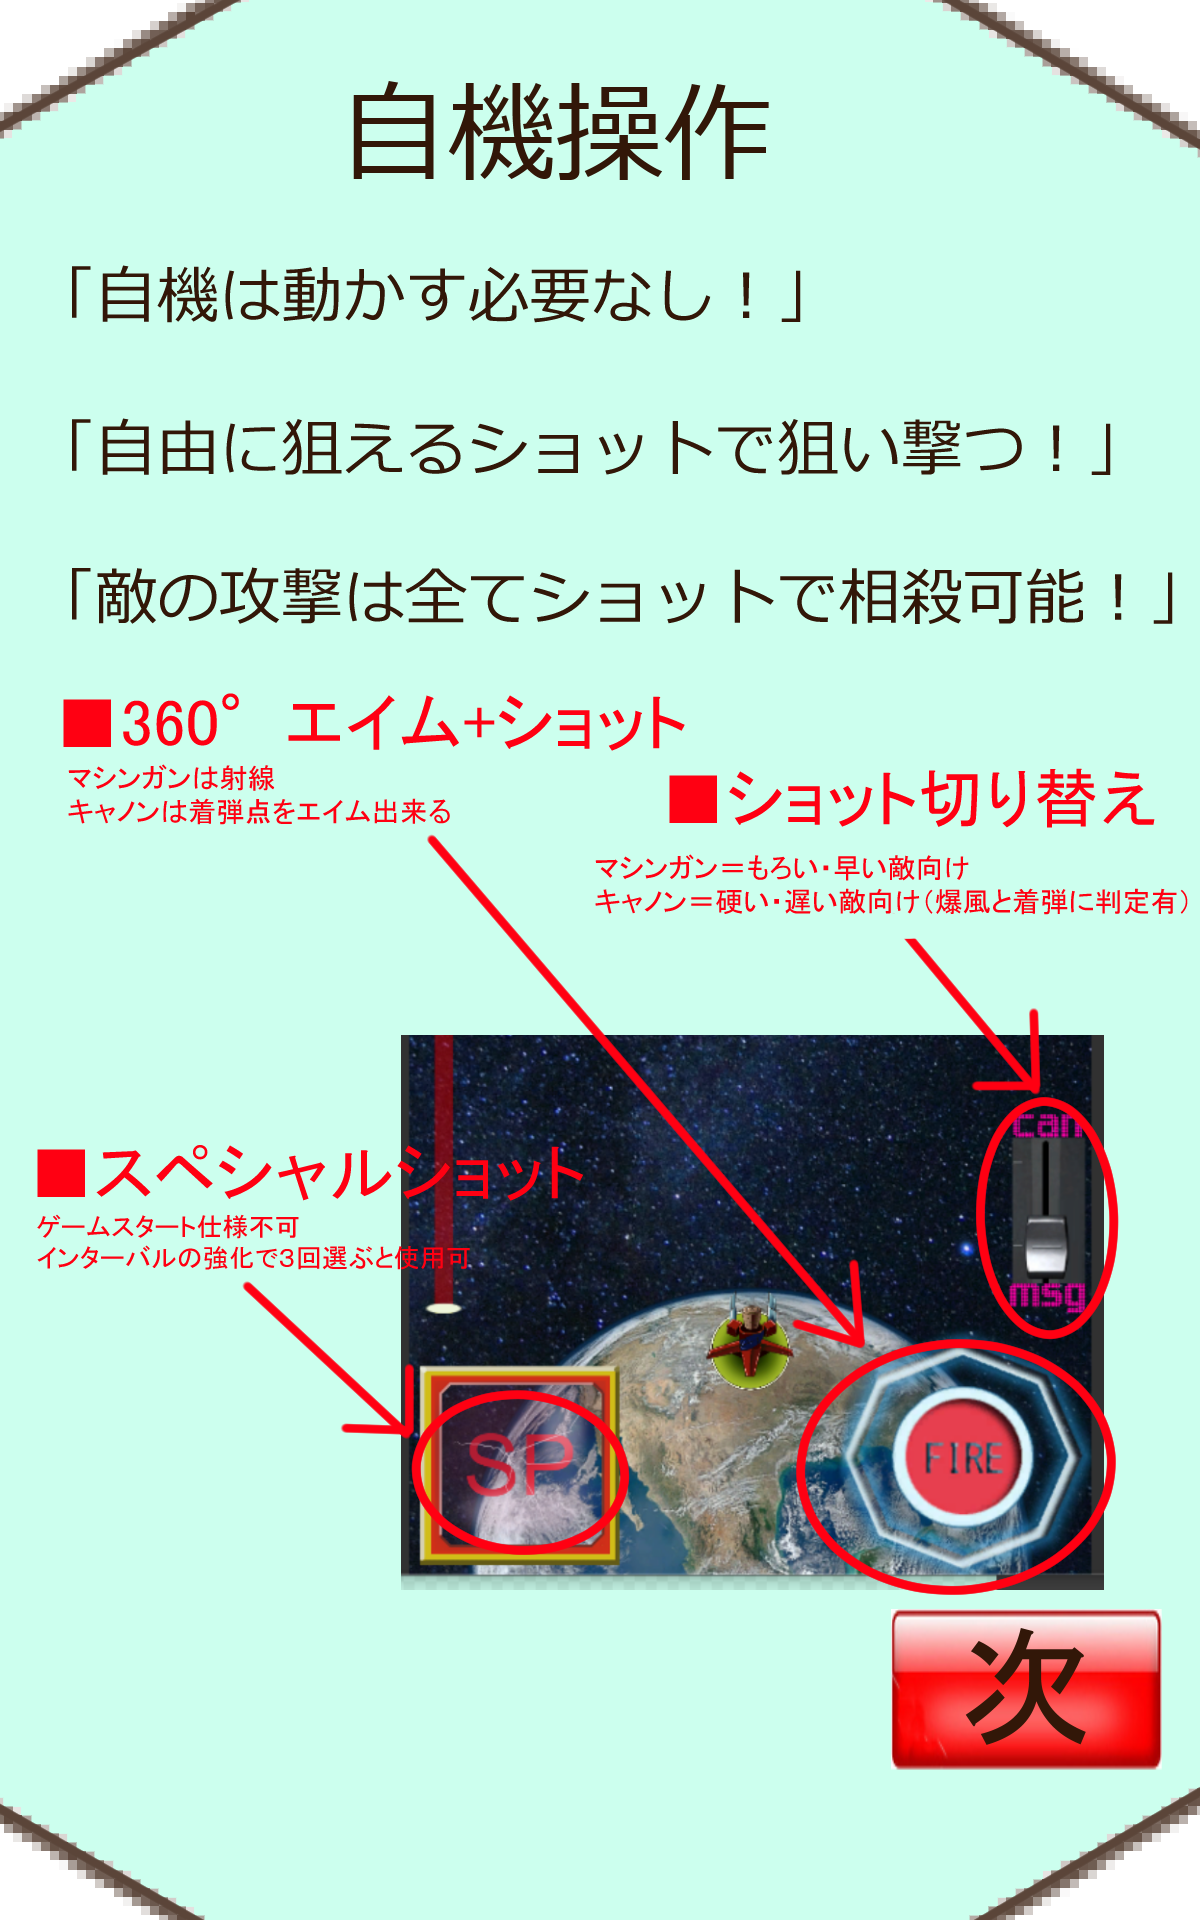 自機操作
「自機は動かす必要なし！」
「自由に狙えるショットで狙い撃つ！」
「敵の攻撃は全てショットで相殺可能！」
■360° エイム+ショット
マシンガンは射線
キャノンは着弾点をエイム出来る
■ショット切り替え
マシンガン＝もろい・早い敵向け
キャノン＝硬い・遅い敵向け（爆風と着弾に判定有）
can
msg
■スペシャルショット
ゲームスタート仕様不可
インターバルの強化で3回選ぶと使用可
SP
FIRE
次